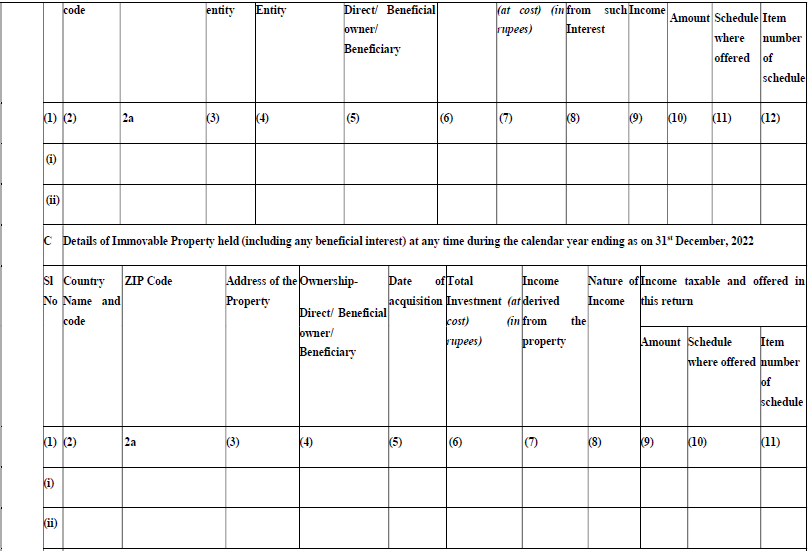 code entity Entity Direct/ Beneficial owner/ Beneficiary (at cost) (in rupees) from such Interest Income Amount Schedule where offered Item number of schedule
(1) (2) 2a (3) (4) (5) (6) (7) (8) (9) (10) (11) (12)
(i)
(ii)
C Details of Immovable Property held (including any beneficial interest) at any time during the calendar year ending as on 31st December, 2022
Sl No Country Name and code ZIP Code Address of the Property Ownership- Direct/ Beneficial owner/ Beneficiary Date of acquisition Total Investment (at cost) (in rupees) Income derived from the property Nature of Income Income taxable and offered in this return
Amount Schedule where offered Item number of schedule
(1) (2) 2a (3) (4) (5) (6) (7) (8) (9) (10) (11)
(i)
(ii)